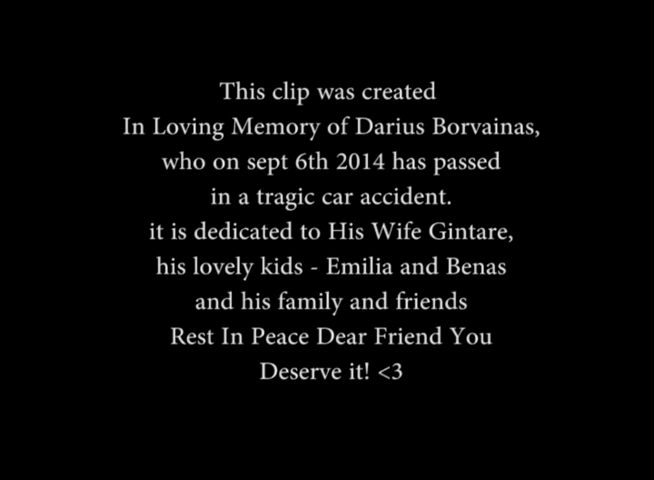 This clip was created
In Loving Memory of Darius Borvainas,
who on sept 6th 2014 has passed
in a tragic car accident.
it is dedicated to His Wife Gintare,
his lovely kids - Emilia and Benas
and his family and friends
Rest In Peace Dear Friend You
Deserve it! <3